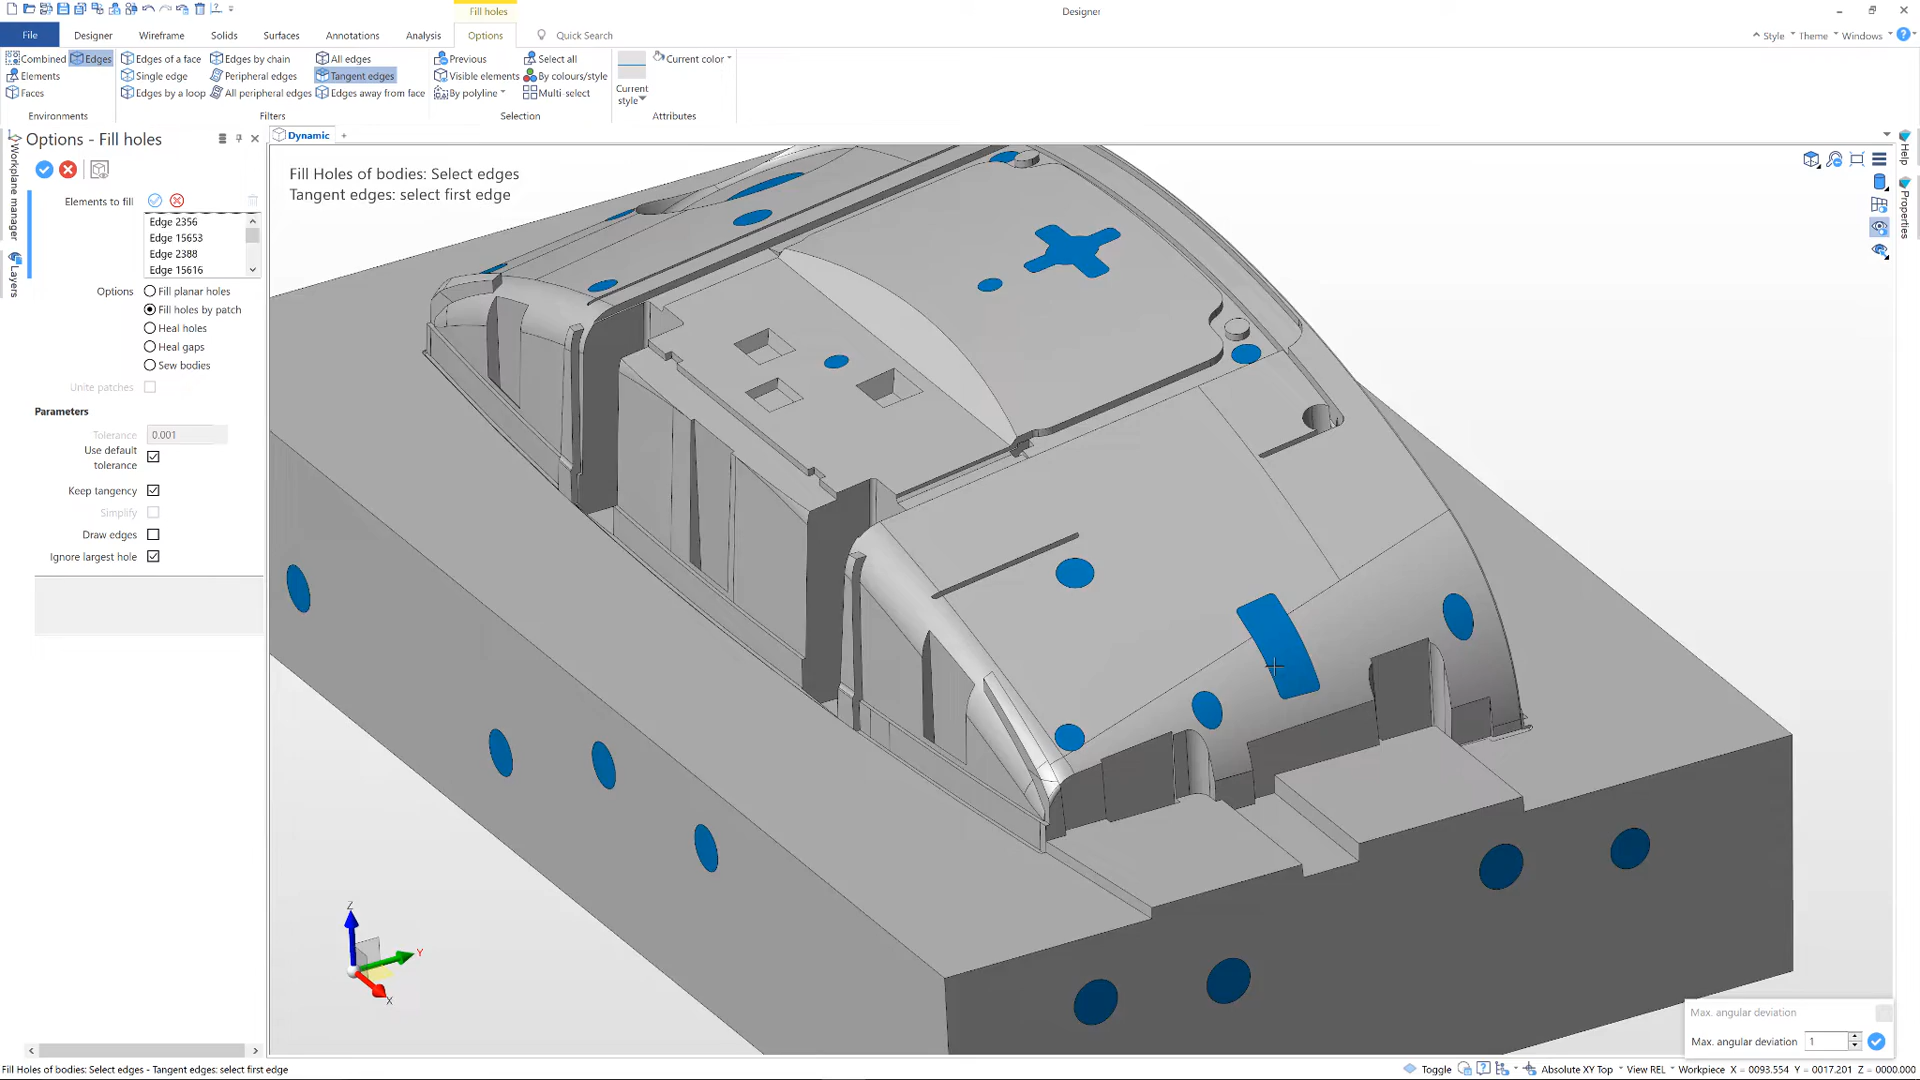 Fill holes
Designer
File
Designer
Wireframe
Solids
Surfaces
Annotations
Analysis
Options
Quick Search
Style
Theme
Windows
Combined
Edges
Elements
Faces
Environments
Edges of a face
Edges by chain
All edges
Single edge
Peripheral edges
Tangent edges
Edges by a loop
All peripheral edges
Edges away from face
Filters
Previous
Select all
Visible elements
By colours/style
By polyline
Multi-select
Selection
Current style
Current color
Attributes
Options - Fill holes
Workplane manager
Layers
Elements to fill
Edge 2356
Edge 15653
Edge 2388
Edge 15616
Options
Fill planar holes
Fill holes by patch
Heal holes
Heal gaps
Sew bodies
Unite patches
Parameters
Tolerance
0.001
Use default tolerance
Keep tangency
Simplify
Draw edges
Ignore largest hole
Dynamic
+
Fill Holes of bodies: Select edges
Tangent edges: select first edge
Help
Properties
Z
Y
X
Max. angular deviation
Max. angular deviation
1
Fill Holes of bodies: Select edges - Tangent edges: select first edge
Toggle
Absolute XY Top
View REL
Workpiece
X = 0093.554
Y = 0017.201
Z = 0000.000